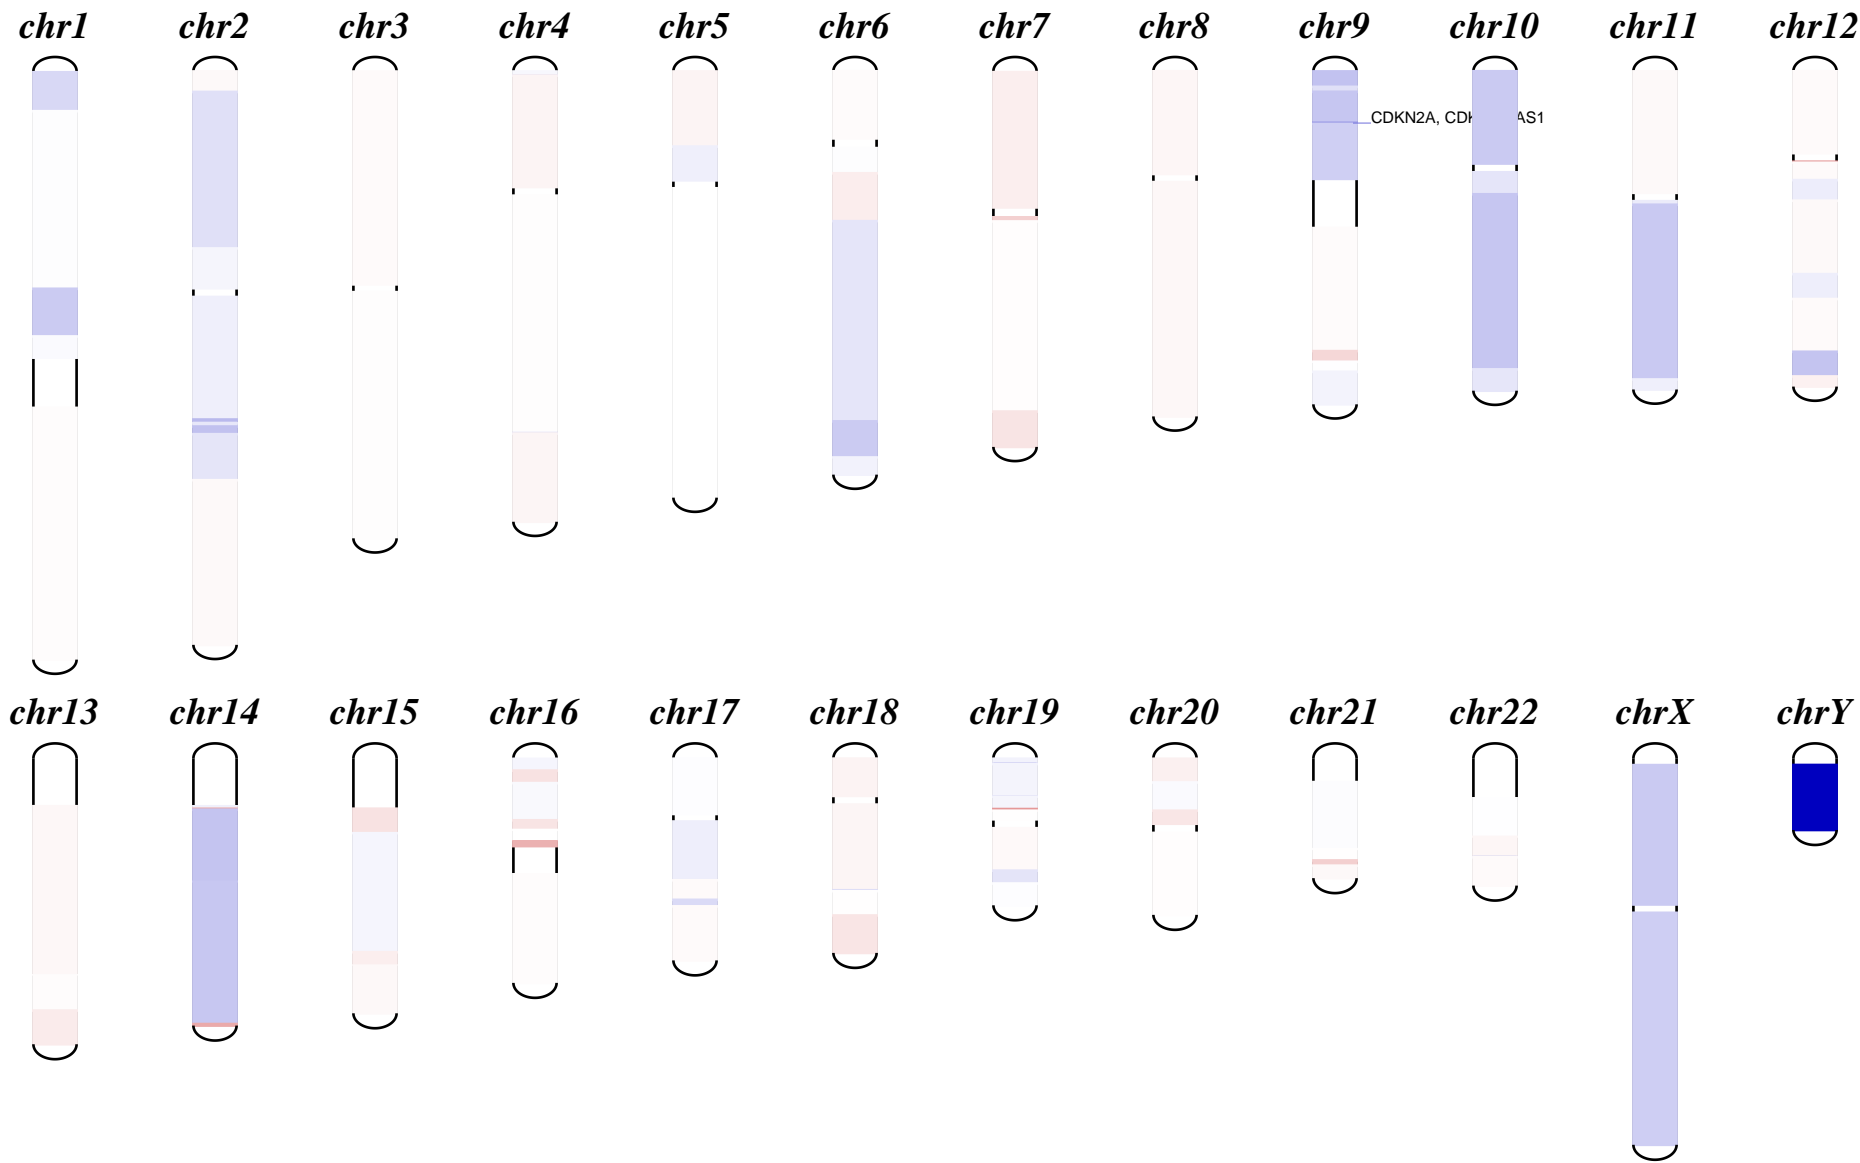 chr1 chr2 chr3 chr4 chr5 chr6 chr7 chr8 chr9 chr10 chr11 chr12
CDKN2A, AS1
chr13 chr14 chr15 chr16 chr17 chr18 chr19 chr20 chr21 chr22 chrX chrY